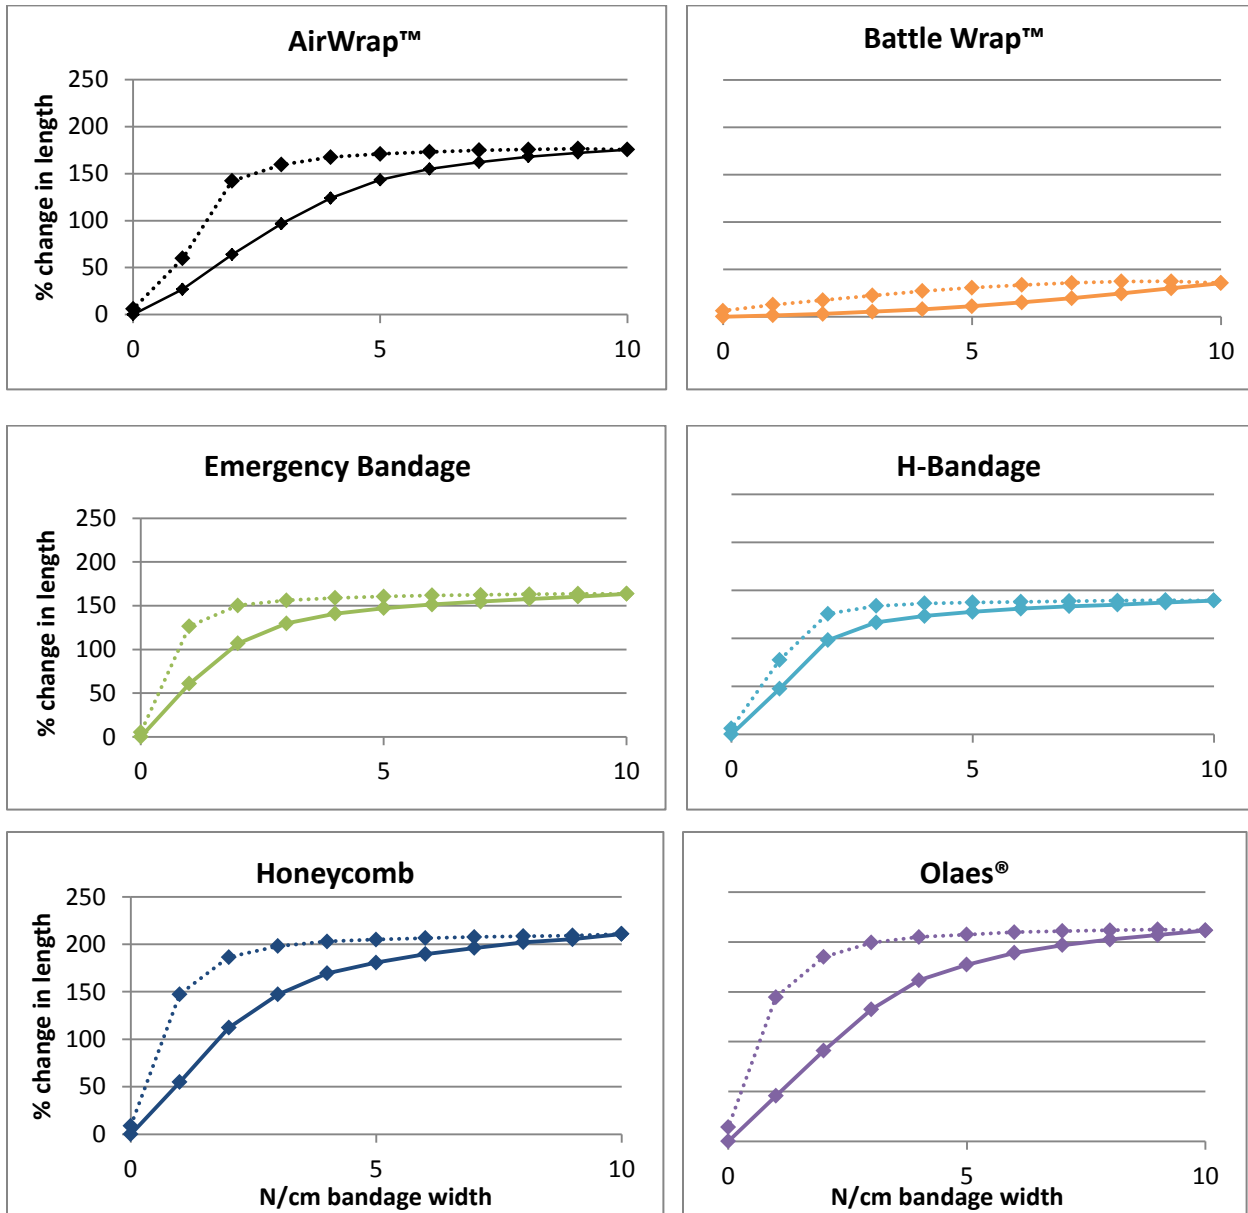 AirWrap™
% change in length
250
200
150
100
50
0
0 5 10
Battle Wrap™
0 5 10
Emergency Bandage
% change in length
250
200
150
100
50
0
0 5 10
H-Bandage
0 5 10
Honeycomb
% change in length
250
200
150
100
50
0
0 5 10
N/cm bandage width
Olaes®
0 5 10
N/cm bandage width